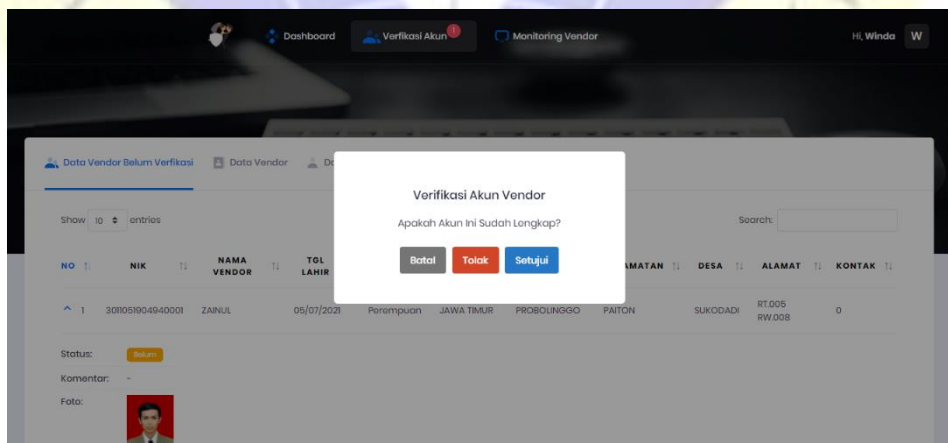 Dashboard
Verfikasi Akun 1
Monitoring Vendor
Hi, Winda W
Data Vendor Belum Verfikasi
Data Vendor
Show 10 entries
Search:
Verifikasi Akun Vendor
Apakah Akun Ini Sudah Lengkap?
Batal Tolak Setujui
NO NIK NAMA VENDOR TGL LAHIR AMATAN DESA ALAMAT KONTAK
1 3011051904940001 ZAINUL 05/07/2021 Perempuan JAWA TIMUR PROBOLINGGO PAITON SUKODADI RT.005 RW.008 0
Status: Belum
Komentar: -
Foto: